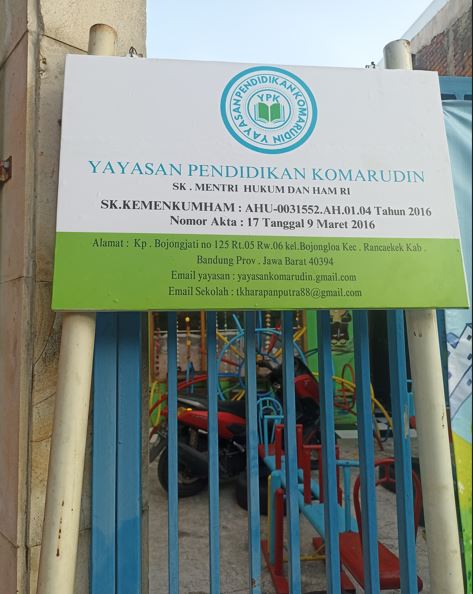 YAYASAN PENDIDIKAN KOMARUDIN
YPK
YAYASAN PENDIDIKAN KOMARUDIN
SK . MENTRI HUKUM DAN HAM RI
SK.KEMENKUMHAM : AHU-0031552.AH.01.04 Tahun 2016
Nomor Akta : 17 Tanggal 9 Maret 2016
Alamat : Kp . Bojongjati no 125 Rt.05 Rw.06 kel.Bojongloa Kec . Rancaekek Kab .
Bandung Prov . Jawa Barat 40394
Email yayasan : yayasankomarudin.gmail.com
Email Sekolah : tkharapanputra88@gmail.com